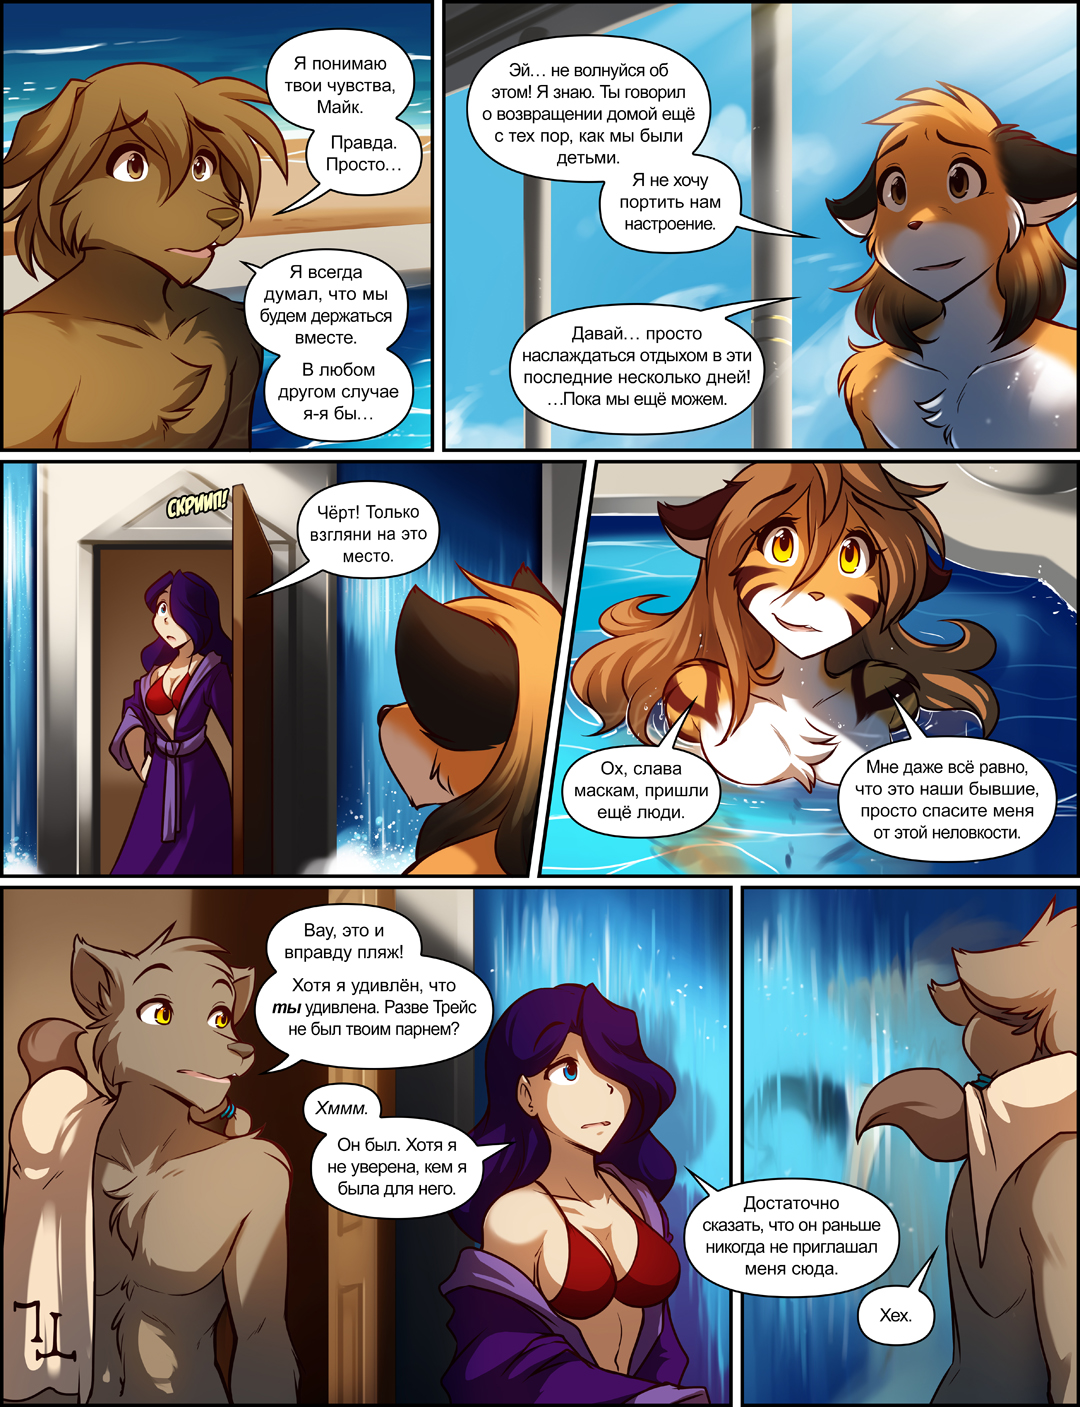 Я понимаю
твои чувства,
Майк.
Правда.
Просто...
Я всегда
думал, что мы
будем держаться
вместе.
В любом
другом случае
я-я бы...
Эй... не волнуйся об
этом! Я знаю. Ты говорил
о возвращении домой ещё
с тех пор, как мы были
детьми.
Я не хочу
портить нам
настроение.
Давай... просто
наслаждаться отдыхом в эти
последние несколько дней!
...Пока мы ещё можем.
СКРИИП!
Чёрт! Только
взгляни на это
место.
Ох, слава
маскам, пришли
ещё люди.
Мне даже всё равно,
что это наши бывшие,
просто спасите меня
от этой неловкости.
Вау, это и
вправду пляж!
Хотя я удивлён, что
ты удивлена. Разве Трейс
не был твоим парнем?
Хммм.
Он был. Хотя я
не уверена, кем я
была для него.
Достаточно
сказать, что он раньше
никогда не приглашал
меня сюда.
Хех.